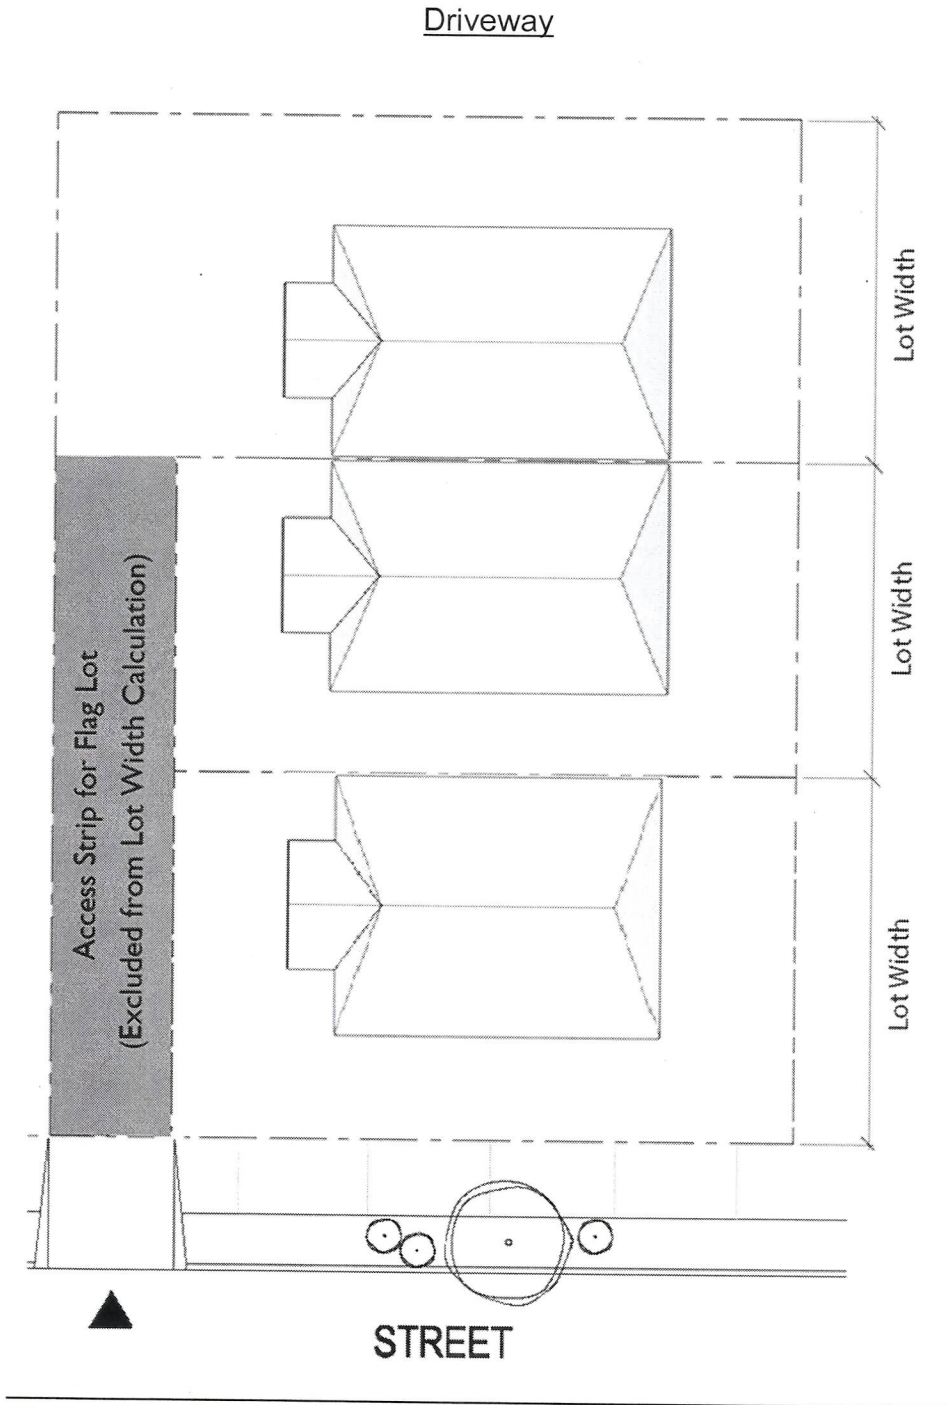 Driveway
Lot Width
Lot Width
Access Strip for Flag Lot
(Excluded from Lot Width Calculation)
Lot Width
STREET